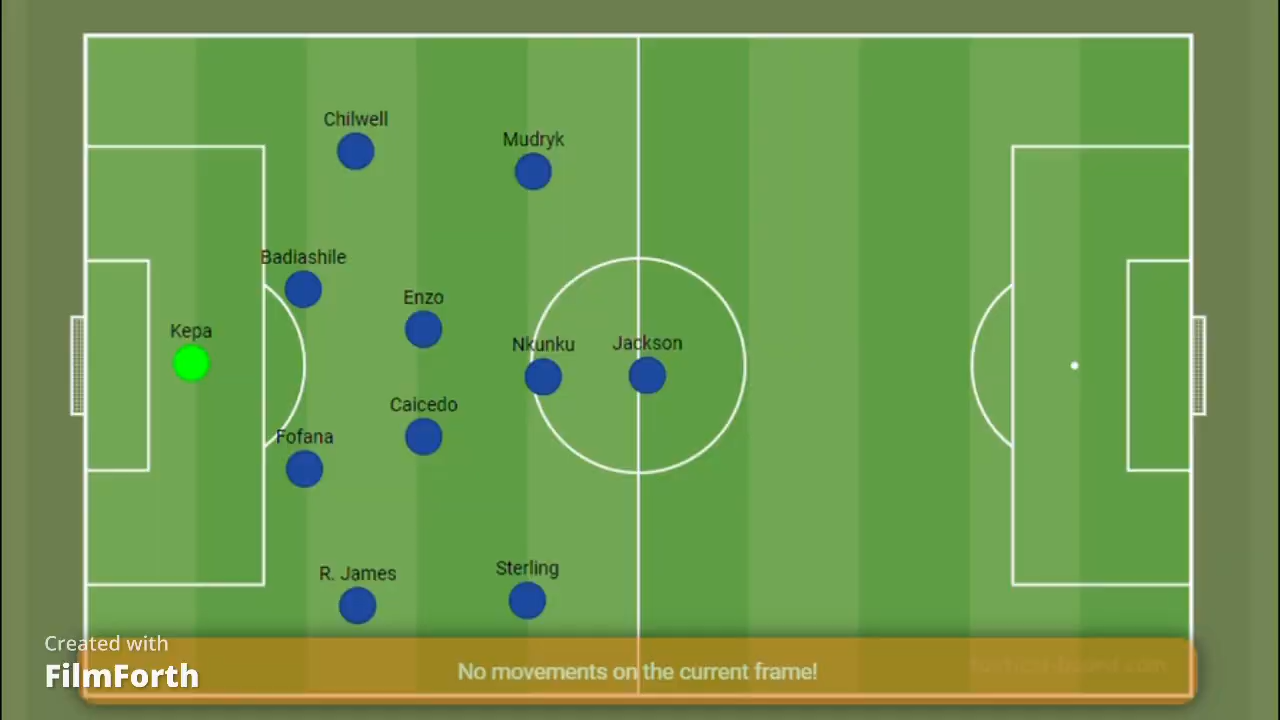 Chilwell
Mudryk
Badiashile
Enzo
Kepa
Nkunku
Jackson
Caicedo
Fofana
R. James
Sterling
Created with
FilmForth
No movements on the current frame!